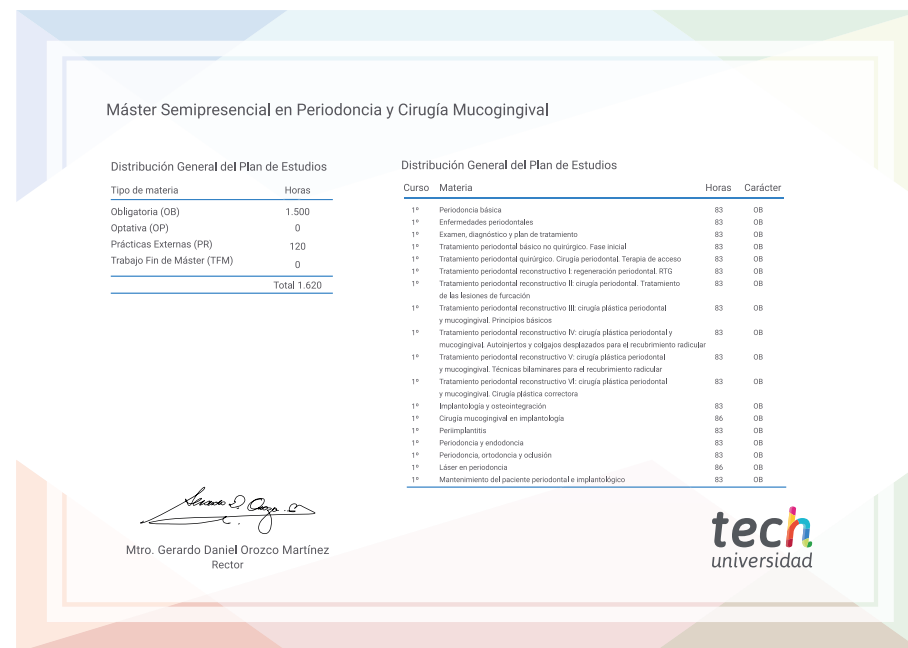 Máster Semipresencial en Periodoncia y Cirugía Mucogingival
Distribución General del Plan de Estudios
Tipo de materia Horas
Obligatoria (OB) 1.500
Optativa (OP) 0
Prácticas Externas (PR) 120
Trabajo Fin de Máster (TFM) 0
Total 1.620
Distribución General del Plan de Estudios
Curso Materia Horas Carácter
1º Periodoncia básica 83 OB
1º Enfermedades periodontales 83 OB
1º Examen, diagnóstico y plan de tratamiento 83 OB
1º Tratamiento periodontal básico no quirúrgico. Fase inicial 83 OB
1º Tratamiento periodontal quirúrgico. Cirugía periodontal. Terapia de acceso 83 OB
1º Tratamiento periodontal reconstructivo I: regeneración periodontal. RTG 83 OB
1º Tratamiento periodontal reconstructivo II: cirugía periodontal. Tratamiento 83 OB
de las lesiones de furcación
1º Tratamiento periodontal reconstructivo III: cirugía plástica periodontal 83 OB
y mucogingival. Principios básicos
1º Tratamiento periodontal reconstructivo IV: cirugía plástica periodontal y 83 OB
mucogingival. Autoinjertos y colgajos desplazados para el recubrimiento radicular
1º Tratamiento periodontal reconstructivo V: cirugía plástica periodontal 83 OB
y mucogingival. Técnicas bilaminares para el recubrimiento radicular
1º Tratamiento periodontal reconstructivo VI: cirugía plástica periodontal 83 OB
y mucogingival. Cirugía plástica correctora
1º Implantología y osteointegración 83 OB
1º Cirugía mucogingival en implantología 86 OB
1º Periimplantitis 83 OB
1º Periodoncia y endodoncia 83 OB
1º Periodoncia, ortodoncia y oclusión 83 OB
1º Láser en periodoncia 86 OB
1º Mantenimiento del paciente periodontal e implantológico 83 OB
Mtro. Gerardo Daniel Orozco Martínez
Rector
tech
universidad